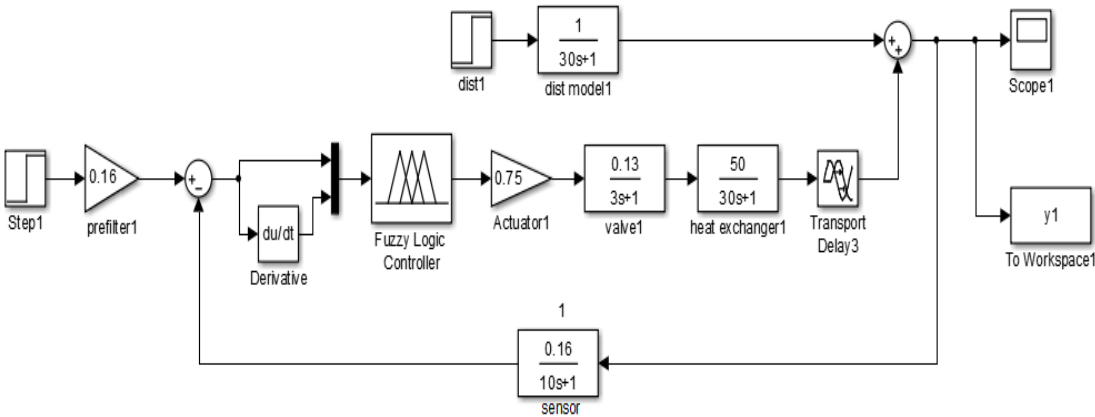 1
30s+1
dist1
dist model1
+
+
Scope1
0.16
Step1
prefilter1
+
−
du/dt
Derivative
Fuzzy Logic
Controller
0.75
Actuator1
0.13
3s+1
valve1
50
30s+1
heat exchanger1
Transport
Delay3
y1
To Workspace1
1
0.16
10s+1
sensor